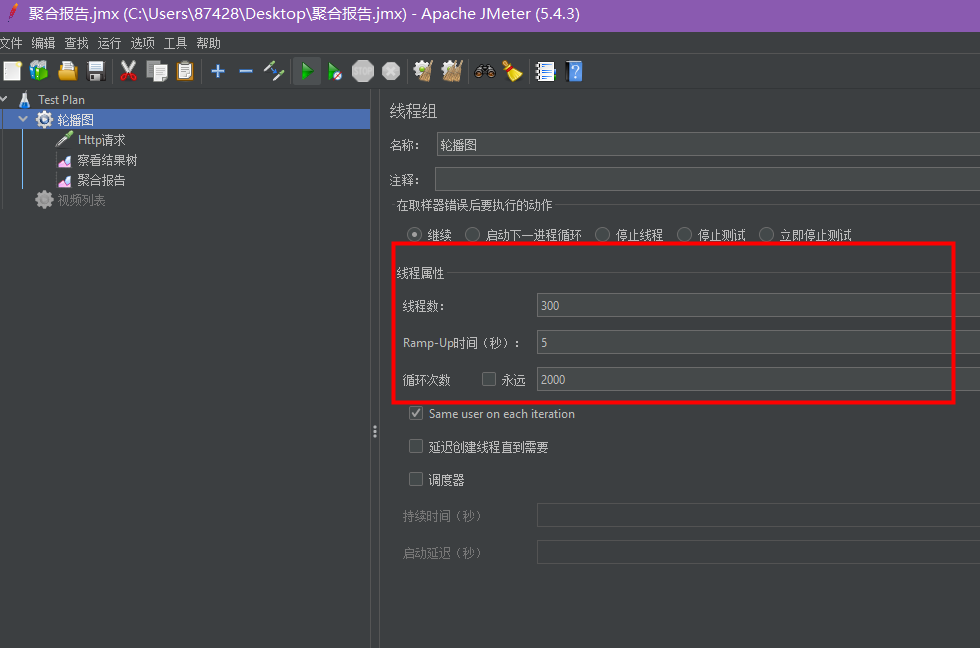 聚合报告.jmx (C:\Users\87428\Desktop\聚合报告.jmx) - Apache JMeter (5.4.3)
文件 编辑 查找 运行 选项 工具 帮助
STOP
Test Plan
轮播图
Http请求
察看结果树
聚合报告
视频列表
线程组
名称： 轮播图
注释：
在取样器错误后要执行的动作
继续 启动下一进程循环 停止线程 停止测试 立即停止测试
线程属性
线程数： 300
Ramp-Up时间（秒）： 5
循环次数 永远 2000
Same user on each iteration
延迟创建线程直到需要
调度器
持续时间（秒）
启动延迟（秒）